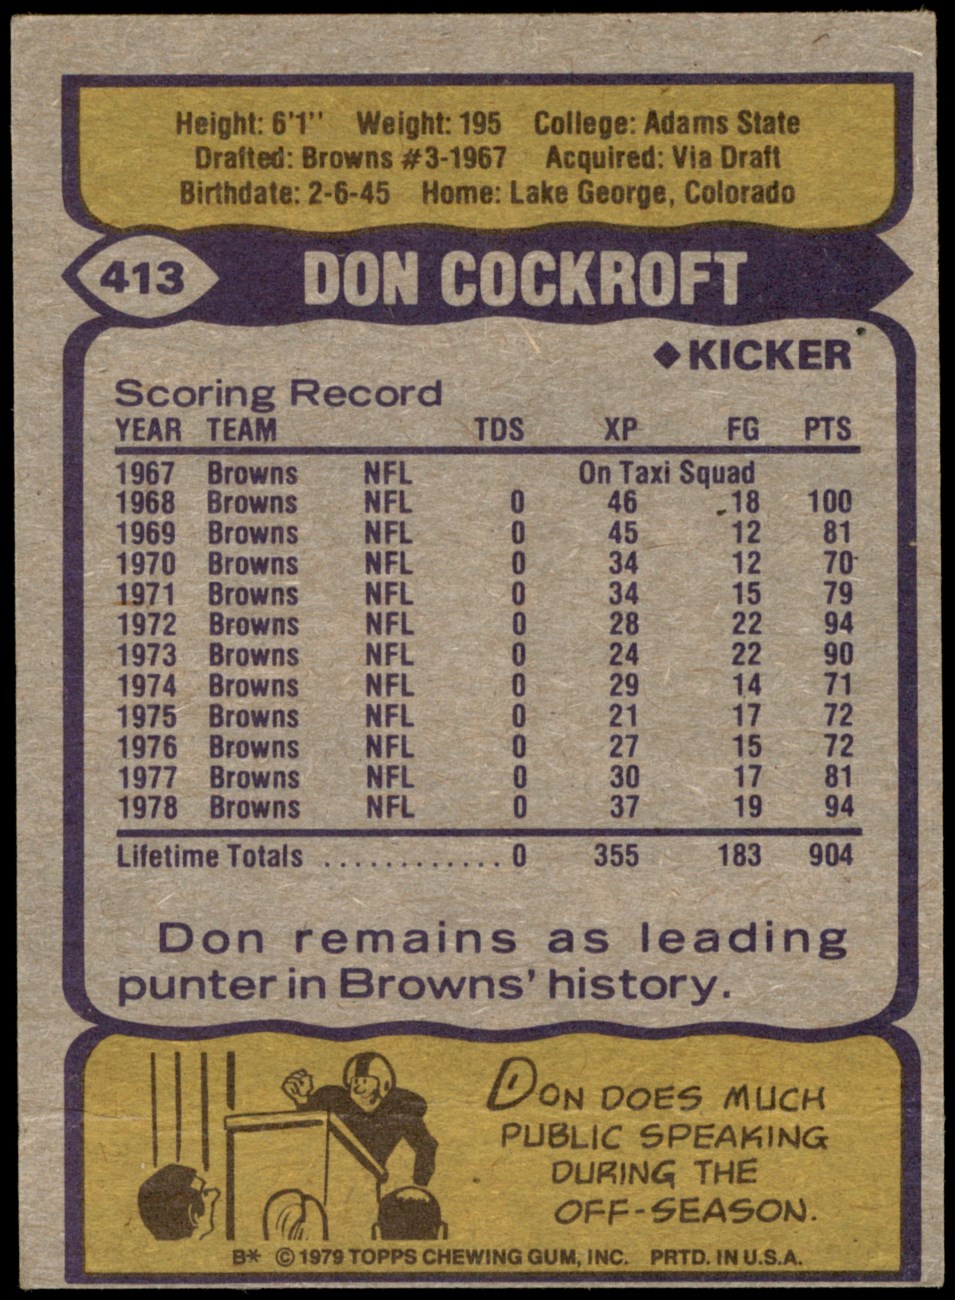 Height: 6'1" Weight: 195 College: Adams State
Drafted: Browns #3-1967 Acquired: Via Draft
Birthdate: 2-6-45 Home: Lake George, Colorado
413 DON COCKROFT
◆KICKER
Scoring Record
YEAR TEAM TDS XP FG PTS
1967 Browns NFL On Taxi Squad
1968 Browns NFL 0 46 18 100
1969 Browns NFL 0 45 12 81
1970 Browns NFL 0 34 12 70
1971 Browns NFL 0 34 15 79
1972 Browns NFL 0 28 22 94
1973 Browns NFL 0 24 22 90
1974 Browns NFL 0 29 14 71
1975 Browns NFL 0 21 17 72
1976 Browns NFL 0 27 15 72
1977 Browns NFL 0 30 17 81
1978 Browns NFL 0 37 19 94
Lifetime Totals ............ 0 355 183 904
Don remains as leading
punter in Browns' history.
DON DOES MUCH
PUBLIC SPEAKING
DURING THE
OFF-SEASON.
B* © 1979 TOPPS CHEWING GUM, INC. PRTD. IN U.S.A.